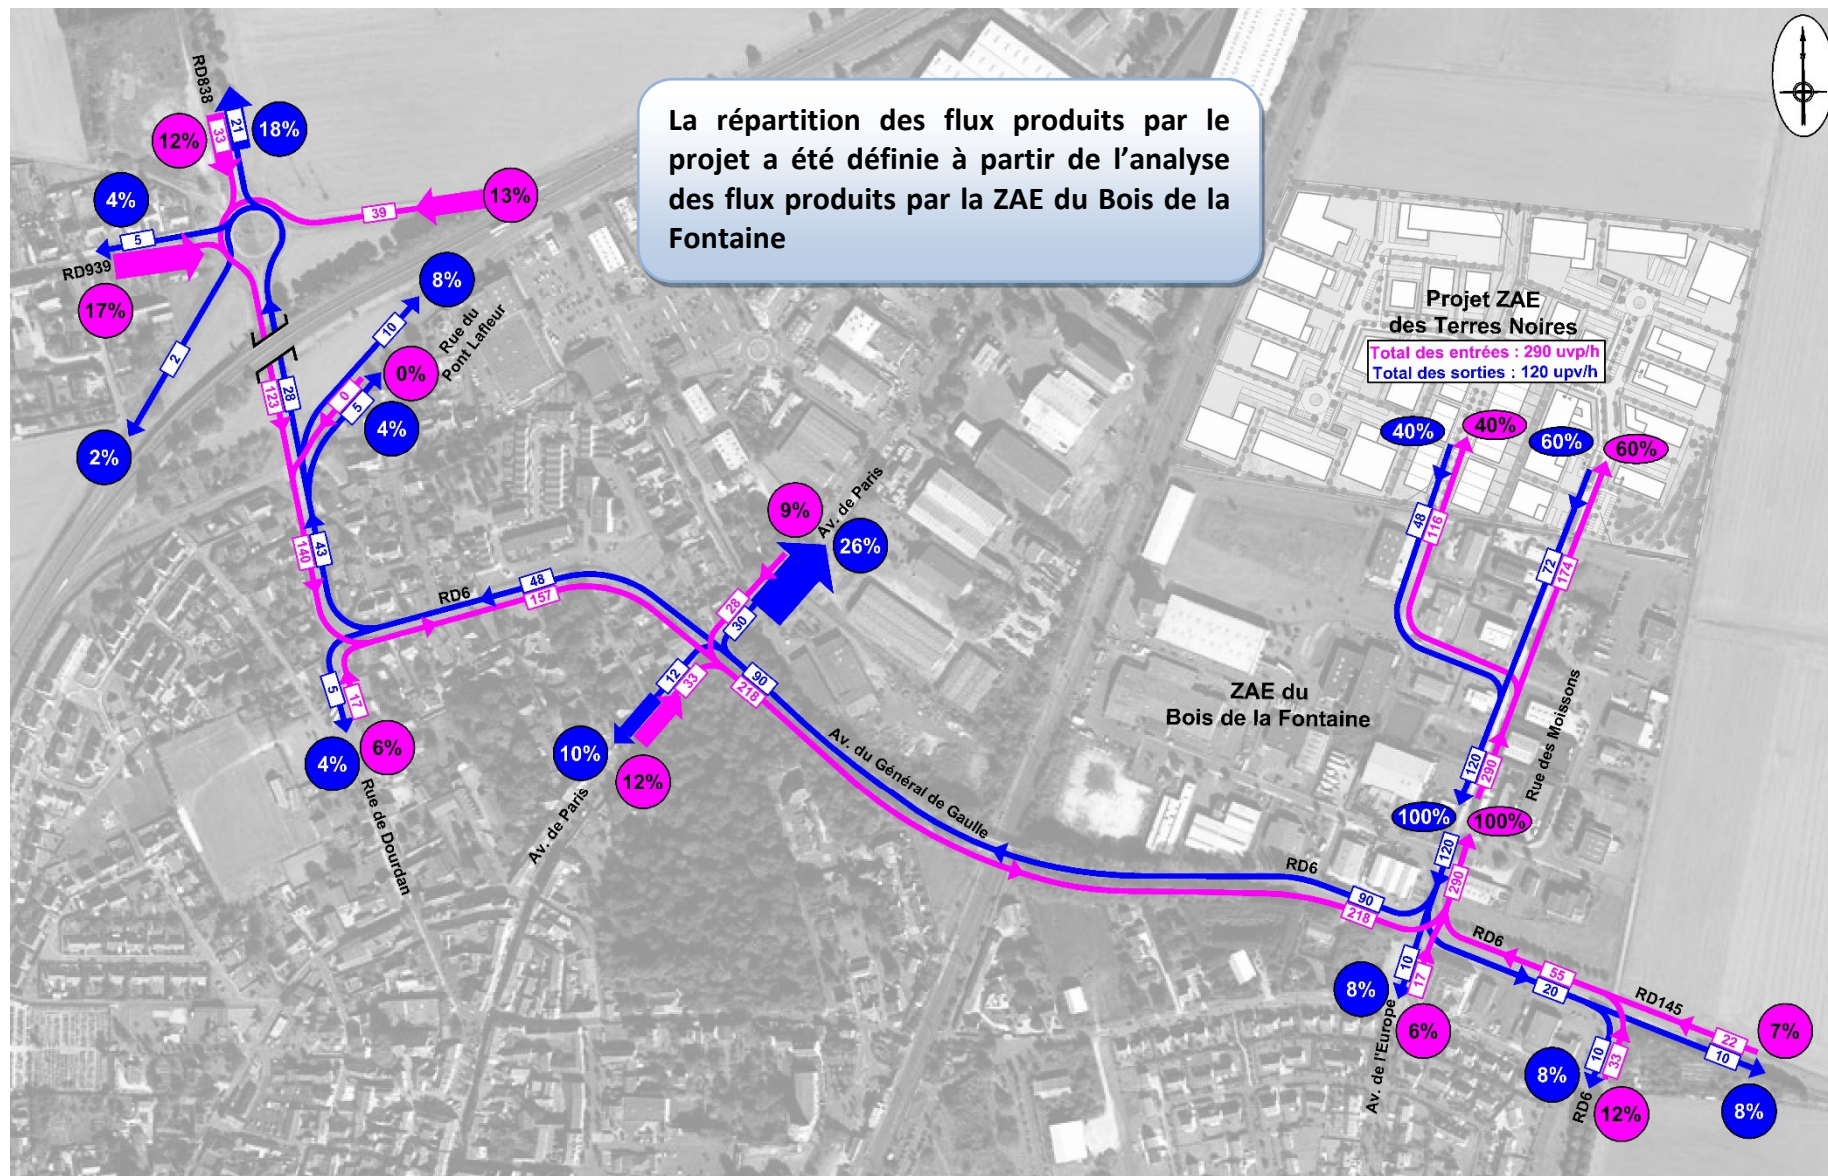 La répartition des flux produits par le
projet a été définie à partir de l'analyse
des flux produits par la ZAE du Bois de la
Fontaine
RD838
12%
33
21
18%
4%
5
RD939
17%
39
13%
2
2%
8%
10
Rue du
Pont Lafleur
0%
0
5
4%
123
28
140
43
RD6
48
157
5
17
4%
6%
Rue de Dourdan
9%
Av. de Paris
26%
28
30
12
33
10%
12%
Av. de Paris
90
218
Av. du Général de Gaulle
Projet ZAE
des Terres Noires
Total des entrées : 290 uvp/h
Total des sorties : 120 upv/h
40%
40%
60%
60%
48
116
72
174
ZAE du
Bois de la Fontaine
Rue des Moissons
120
290
100%
100%
120
290
RD6
90
218
RD6
10
17
8%
6%
Av. de l'Europe
55
20
RD145
7%
22
10
10
33
8%
RD6
12%
8%